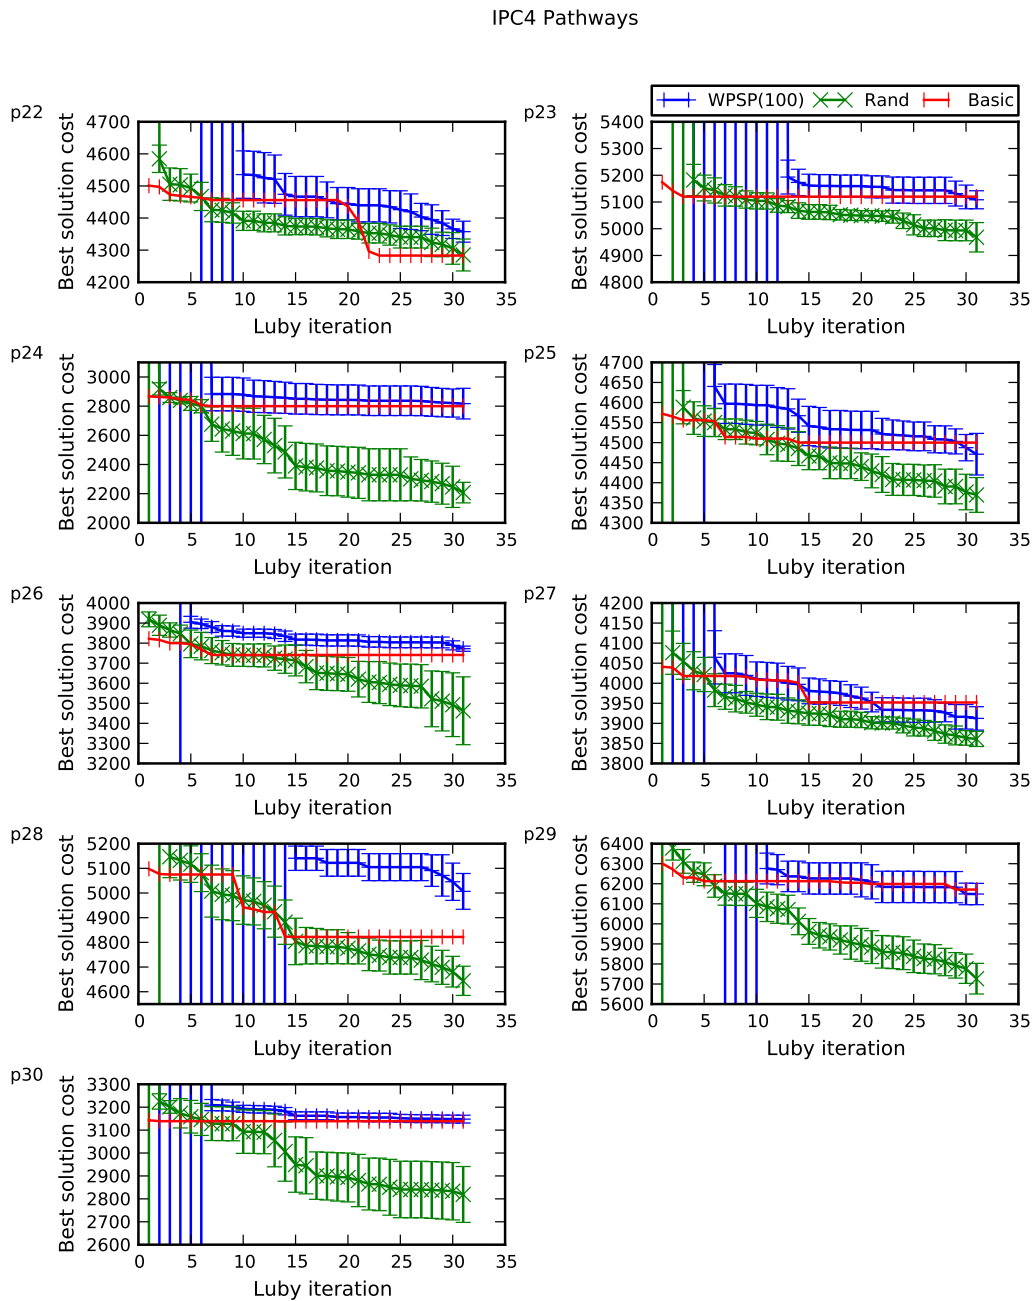 IPC4 Pathways
WPSP(100) Rand Basic
p22
Best solution cost
4700
4600
4500
4400
4300
4200
0 5 10 15 20 25 30 35
Luby iteration
p23
Best solution cost
5400
5300
5200
5100
5000
4900
4800
0 5 10 15 20 25 30 35
Luby iteration
p24
Best solution cost
3000
2800
2600
2400
2200
2000
0 5 10 15 20 25 30 35
Luby iteration
p25
Best solution cost
4700
4650
4600
4550
4500
4450
4400
4350
4300
0 5 10 15 20 25 30 35
Luby iteration
p26
Best solution cost
4000
3900
3800
3700
3600
3500
3400
3300
3200
0 5 10 15 20 25 30 35
Luby iteration
p27
Best solution cost
4200
4150
4100
4050
4000
3950
3900
3850
3800
0 5 10 15 20 25 30 35
Luby iteration
p28
Best solution cost
5200
5100
5000
4900
4800
4700
4600
0 5 10 15 20 25 30 35
Luby iteration
p29
Best solution cost
6400
6300
6200
6100
6000
5900
5800
5700
5600
0 5 10 15 20 25 30 35
Luby iteration
p30
Best solution cost
3300
3200
3100
3000
2900
2800
2700
2600
0 5 10 15 20 25 30 35
Luby iteration